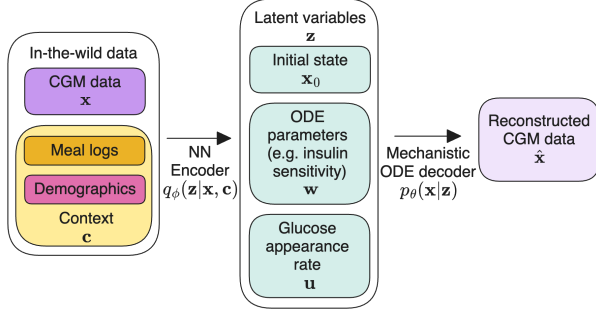 In-the-wild data
CGM data
x
Meal logs
Demographics
Context
c
NN
Encoder
qϕ(z|x, c)
Latent variables
z
Initial state
x₀
ODE
parameters
(e.g. insulin
sensitivity)
w
Glucose
appearance
rate
u
Mechanistic
ODE decoder
pθ(x|z)
Reconstructed
CGM data
x̂